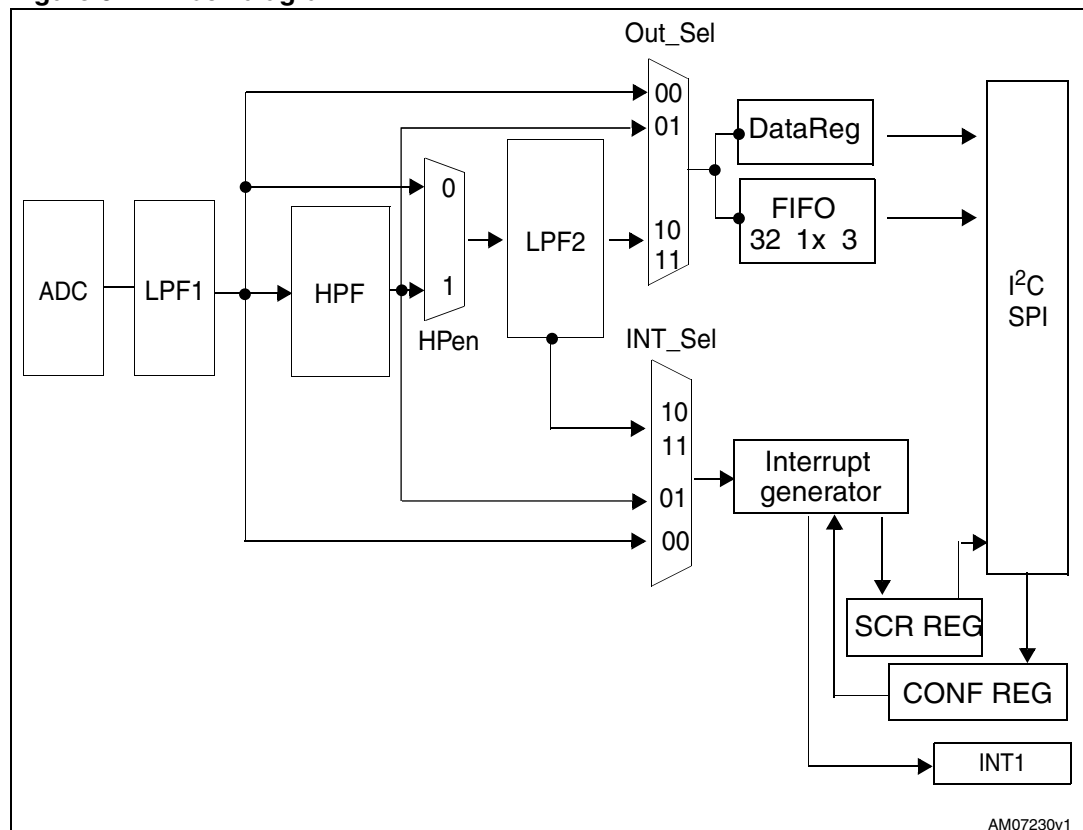 Out_Sel
00
01
10
11
DataReg
FIFO
32 1x 3
I²C
SPI
ADC
LPF1
HPF
0
1
HPen
LPF2
INT_Sel
10
11
01
00
Interrupt
generator
SCR REG
CONF REG
INT1
AM07230v1